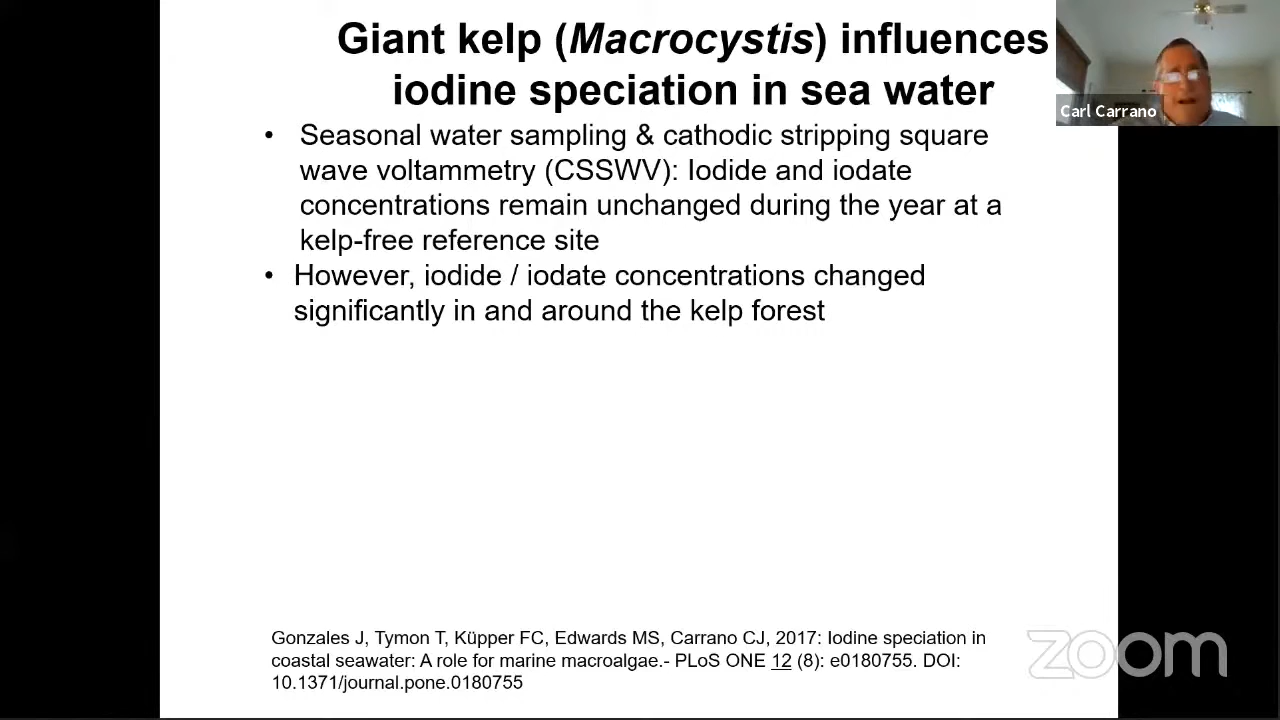 Giant kelp (Macrocystis) influences
iodine speciation in sea water
Carl Carrano
• Seasonal water sampling & cathodic stripping square
wave voltammetry (CSSWV): Iodide and iodate
concentrations remain unchanged during the year at a
kelp-free reference site
• However, iodide / iodate concentrations changed
significantly in and around the kelp forest
Gonzales J, Tymon T, Küpper FC, Edwards MS, Carrano CJ, 2017: Iodine speciation in
coastal seawater: A role for marine macroalgae.- PLoS ONE 12 (8): e0180755. DOI:
10.1371/journal.pone.0180755
zoom